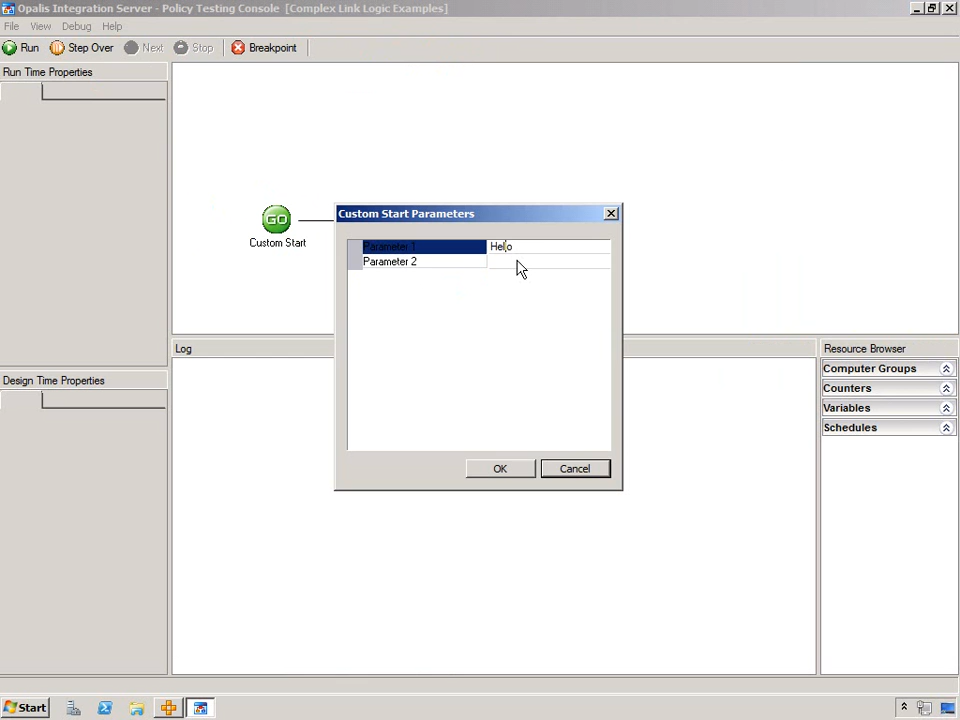 Opalis Integration Server - Policy Testing Console [Complex Link Logic Examples]
File View Debug Help
Run Step Over Next Stop Breakpoint
Run Time Properties
GO
Custom Start
Custom Start Parameters
Parameter 1 Hello
Parameter 2
OK Cancel
Design Time Properties
Log
Resource Browser
Computer Groups
Counters
Variables
Schedules
Start